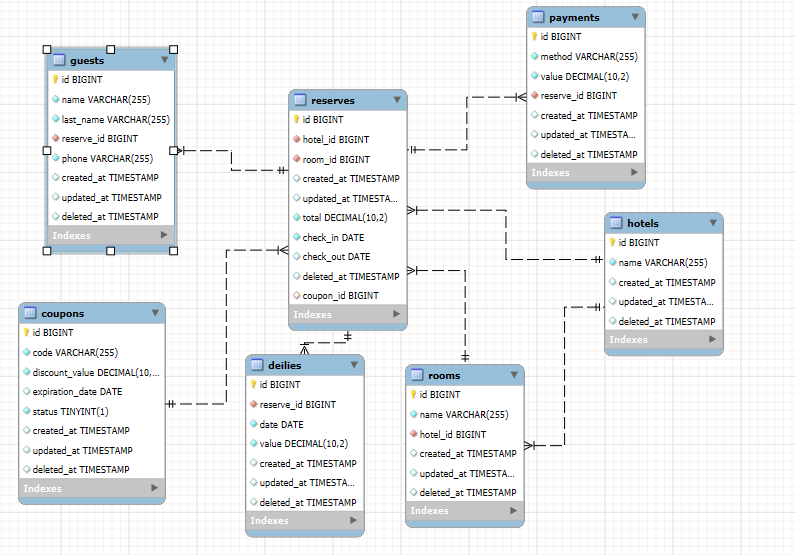 guests
id BIGINT
name VARCHAR(255)
last_name VARCHAR(255)
reserve_id BIGINT
phone VARCHAR(255)
created_at TIMESTAMP
updated_at TIMESTAMP
deleted_at TIMESTAMP
Indexes
reserves
id BIGINT
hotel_id BIGINT
room_id BIGINT
created_at TIMESTAMP
updated_at TIMESTA...
total DECIMAL(10,2)
check_in DATE
check_out DATE
deleted_at TIMESTAMP
coupon_id BIGINT
Indexes
payments
id BIGINT
method VARCHAR(255)
value DECIMAL(10,2)
reserve_id BIGINT
created_at TIMESTAMP
updated_at TIMESTA...
deleted_at TIMESTAMP
Indexes
hotels
id BIGINT
name VARCHAR(255)
created_at TIMESTAMP
updated_at TIMESTA...
deleted_at TIMESTAMP
Indexes
coupons
id BIGINT
code VARCHAR(255)
discount_value DECIMAL(10,...
expiration_date DATE
status TINYINT(1)
created_at TIMESTAMP
updated_at TIMESTAMP
deleted_at TIMESTAMP
Indexes
deilies
id BIGINT
reserve_id BIGINT
date DATE
value DECIMAL(10,2)
created_at TIMESTAMP
updated_at TIMESTA...
deleted_at TIMESTAMP
Indexes
rooms
id BIGINT
name VARCHAR(255)
hotel_id BIGINT
created_at TIMESTAMP
updated_at TIMESTA...
deleted_at TIMESTAMP
Indexes